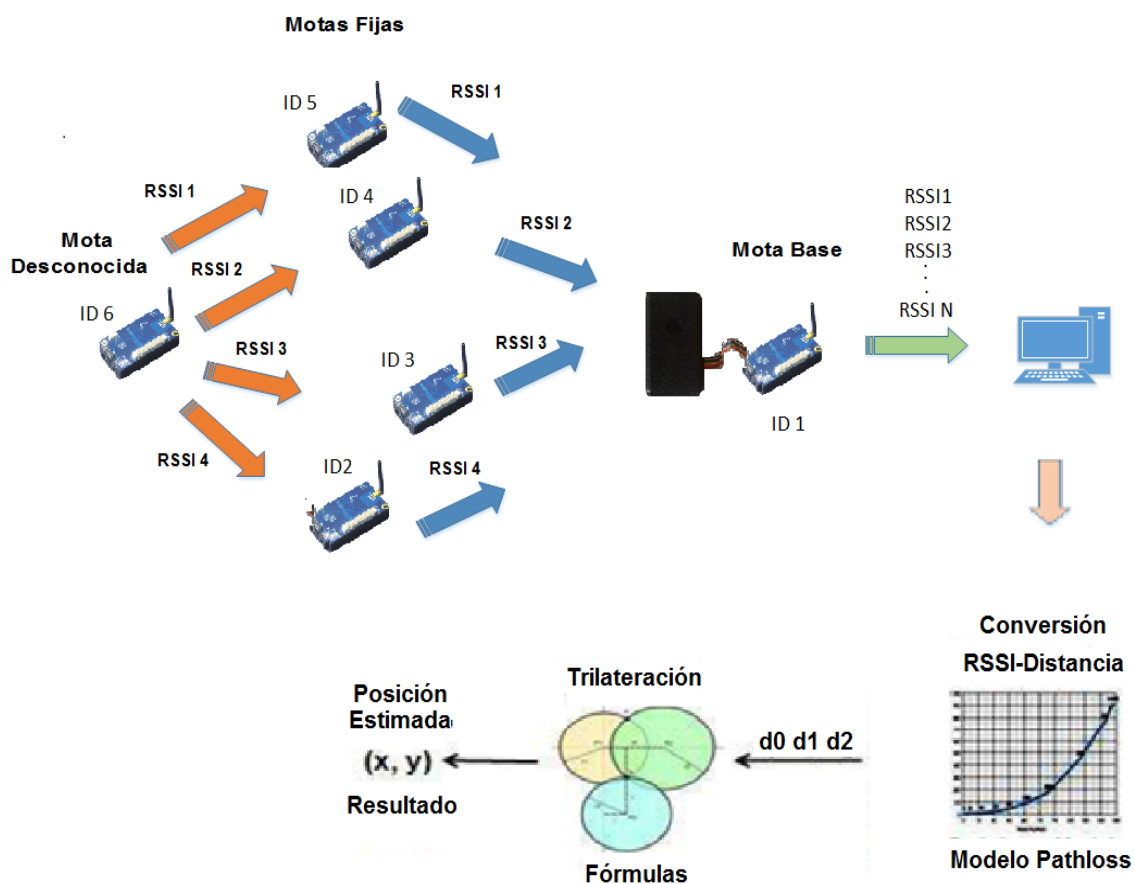 Motas Fijas
ID 5
RSSI 1
RSSI 1
ID 4
RSSI 2
Mota
Desconocida
RSSI 2
ID 6
RSSI 3
ID 3
RSSI 3
RSSI 4
ID2
RSSI 4
Mota Base
ID 1
RSSI1
RSSI2
RSSI3
.
.
.
RSSI N
Conversión
RSSI-Distancia
Modelo Pathloss
d0 d1 d2
Trilateración
Fórmulas
Posición
Estimada
(x, y)
Resultado